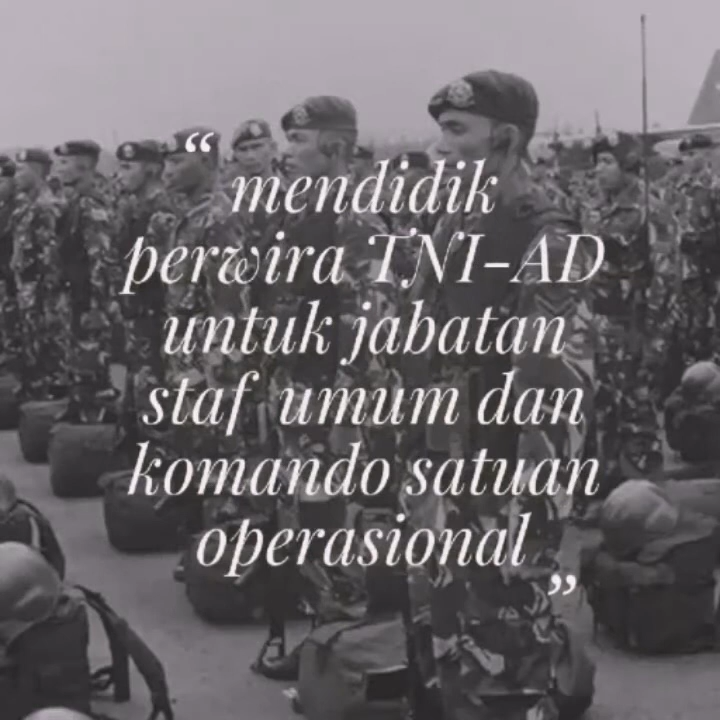 “
mendidik
perwira TNI-AD
untuk jabatan
staf umum dan
komando satuan
operasional
”